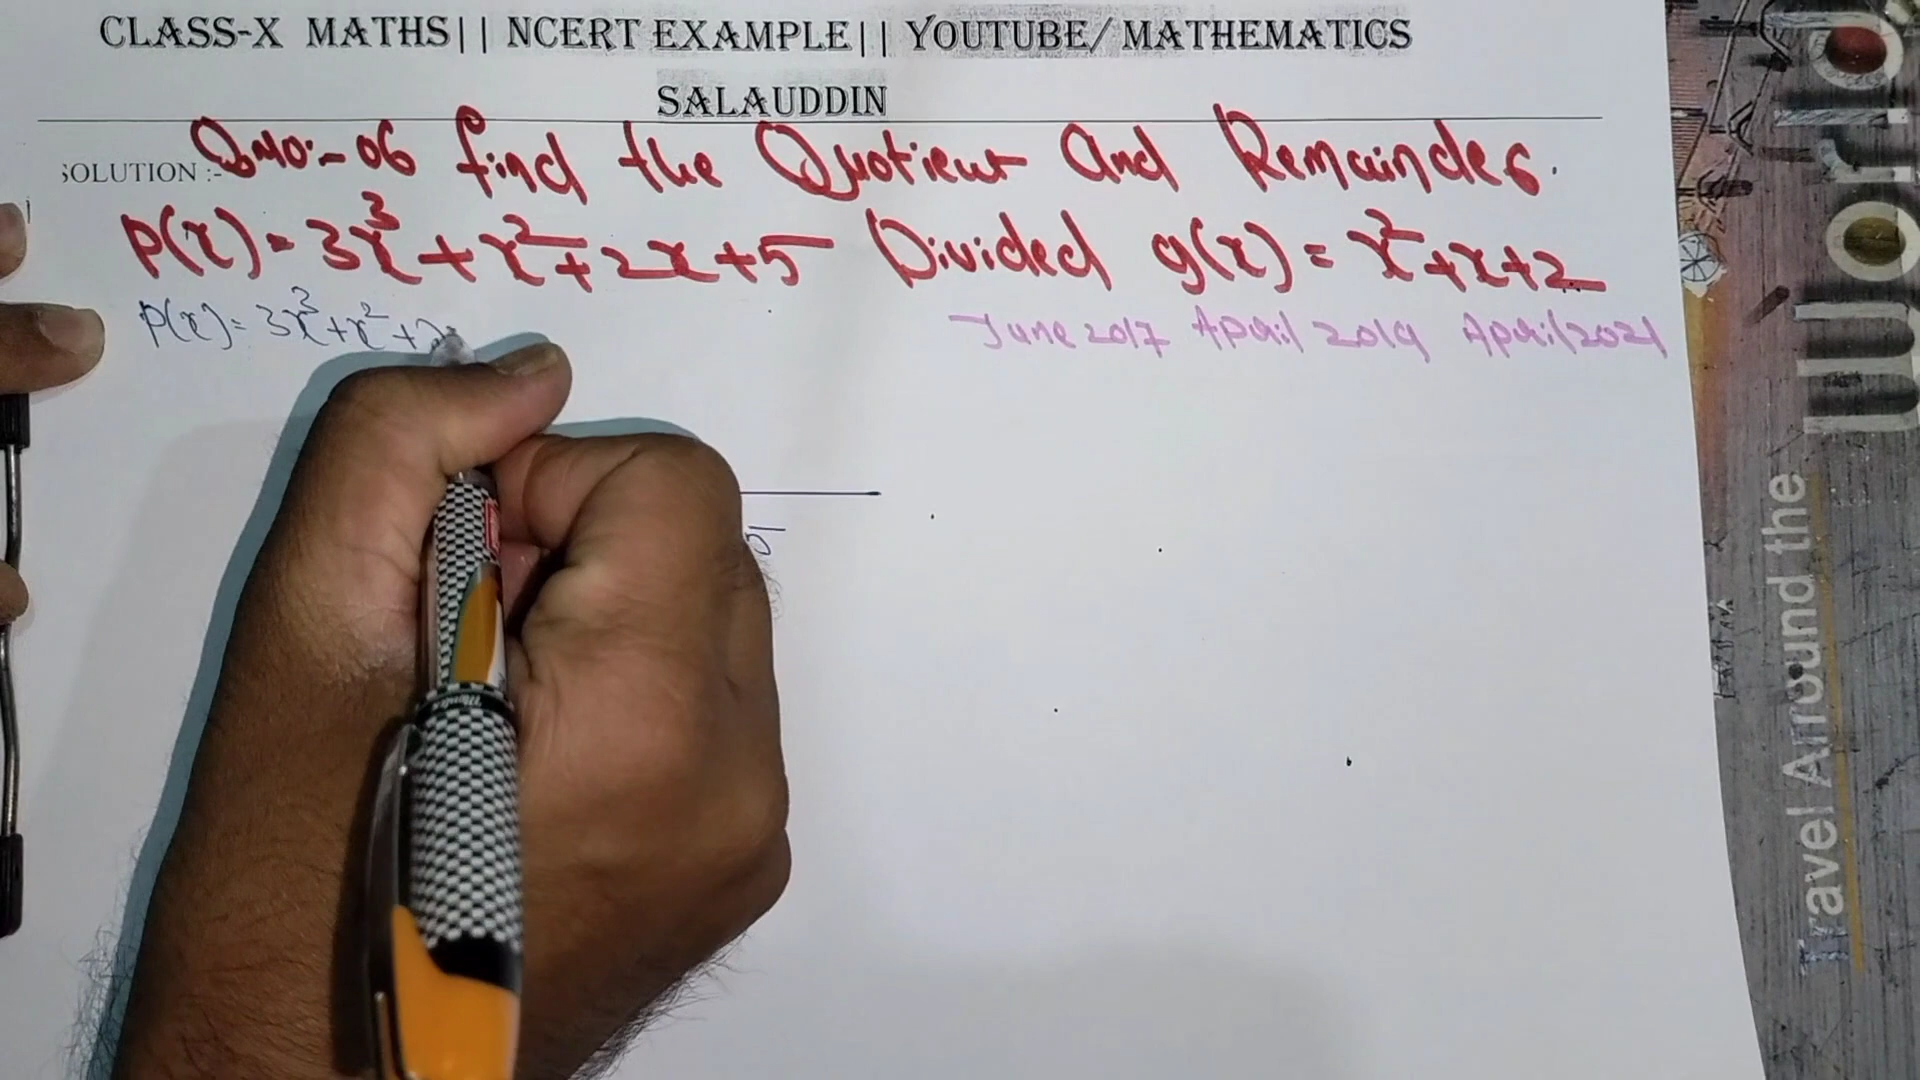 CLASS-X MATHS|| NCERT EXAMPLE|| YOUTUBE/MATHEMATICS
SALAUDDIN
SOLUTION :- QNO:-06 find the Quotient And Remainder.
P(x) = 3x³ + x² + 2x + 5 Divided g(x) = x² + x + 2
P(x) = 3x³ + x² + 2
June 2017 April 2019 April 2021
World
Travel Arround the